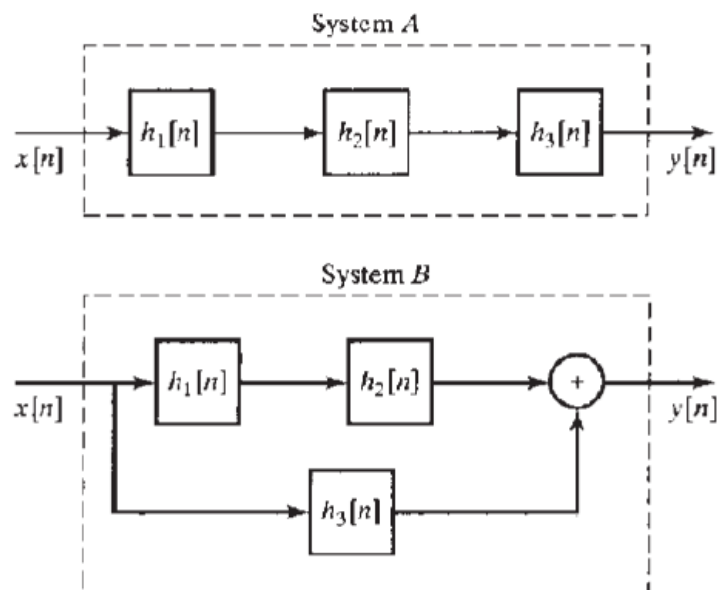 System A
h₁[n]
h₂[n]
h₃[n]
x[n]
y[n]
System B
h₁[n]
h₂[n]
+
x[n]
y[n]
h₃[n]